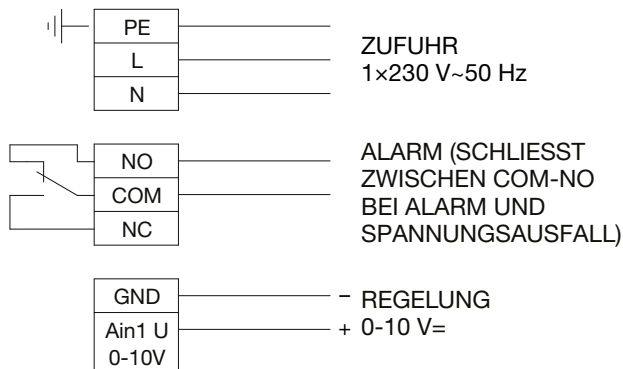 PE
L
N
ZUFUHR
1×230 V~50 Hz
NO
COM
NC
ALARM (SCHLIESST
ZWISCHEN COM-NO
BEI ALARM UND
SPANNUNGSAUSFALL)
GND
Ain1 U
0-10V
− REGELUNG
+ 0-10 V=